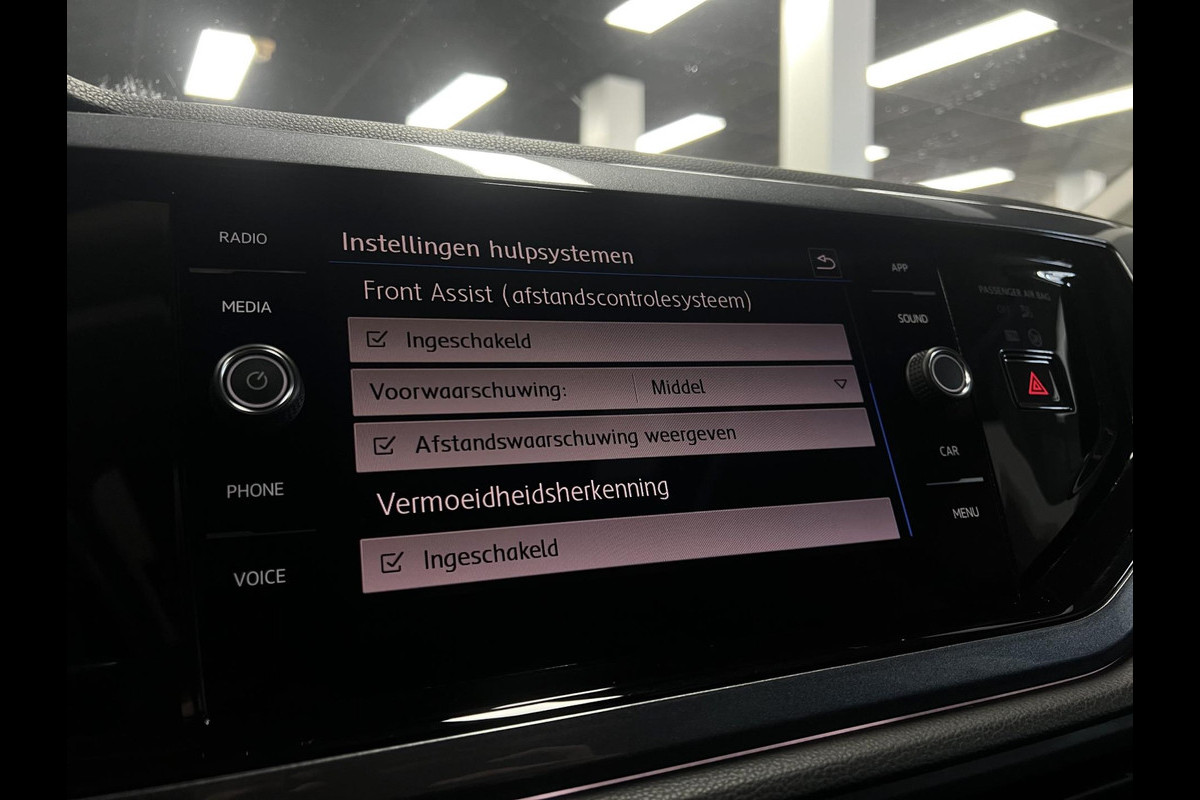 RADIO
MEDIA
PHONE
VOICE
Instellingen hulpsystemen
Front Assist (afstandscontrolesysteem)
Ingeschakeld
Voorwaarschuwing: Middel
Afstandswaarschuwing weergeven
Vermoeidheidsherkenning
Ingeschakeld
APP
SOUND
CAR
MENU
PASSENGER AIR BAG